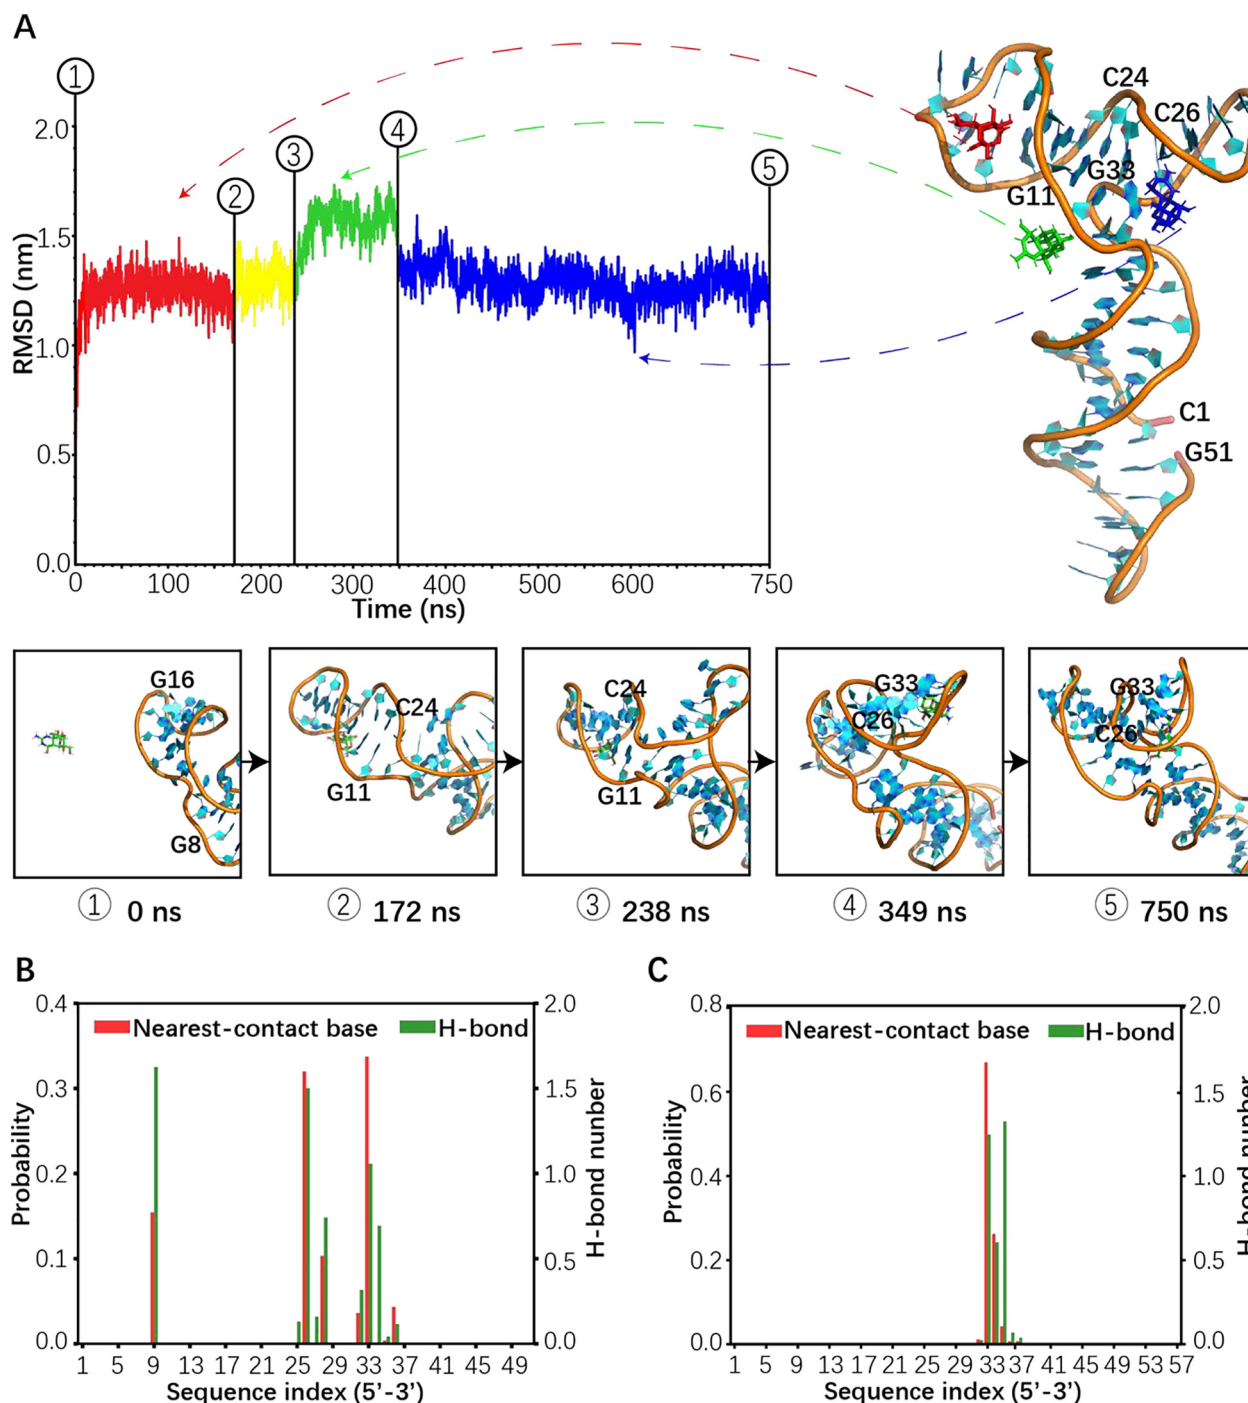 A
① ② ③ ④ ⑤
2.0
1.5
1.0
0.5
0.0
RMSD (nm)
0 100 200 300 400 500 600 750
Time (ns)
C24
C26
G33
G11
C1
G51
G16
G8
C24
G11
C24
G11
G33
C26
G33
C26
① 0 ns
② 172 ns
③ 238 ns
④ 349 ns
⑤ 750 ns
B
Nearest-contact base H-bond
0.4
0.3
0.2
0.1
0.0
Probability
2.0
1.5
1.0
0.5
0.0
H-bond nunber
1 5 9 13 17 21 25 29 33 37 41 45 49
Sequence index (5’-3’)
C
Nearest-contact base H-bond
0.8
0.6
0.4
0.2
0.0
Probability
2.0
1.5
1.0
0.5
0.0
H-bond nunber
1 5 9 13 17 21 25 29 33 37 41 45 49 53 57
Sequence index (5’-3’)